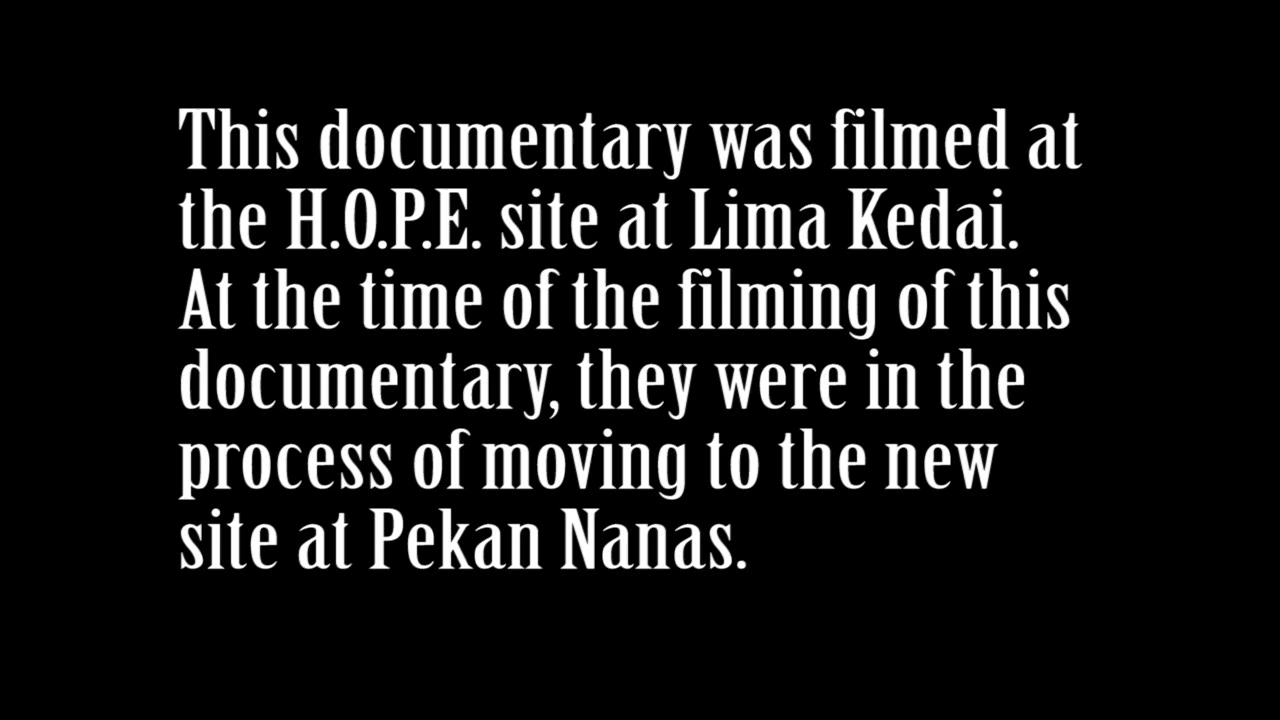 This documentary was filmed at
the H.O.P.E. site at Lima Kedai.
At the time of the filming of this
documentary, they were in the
process of moving to the new
site at Pekan Nanas.